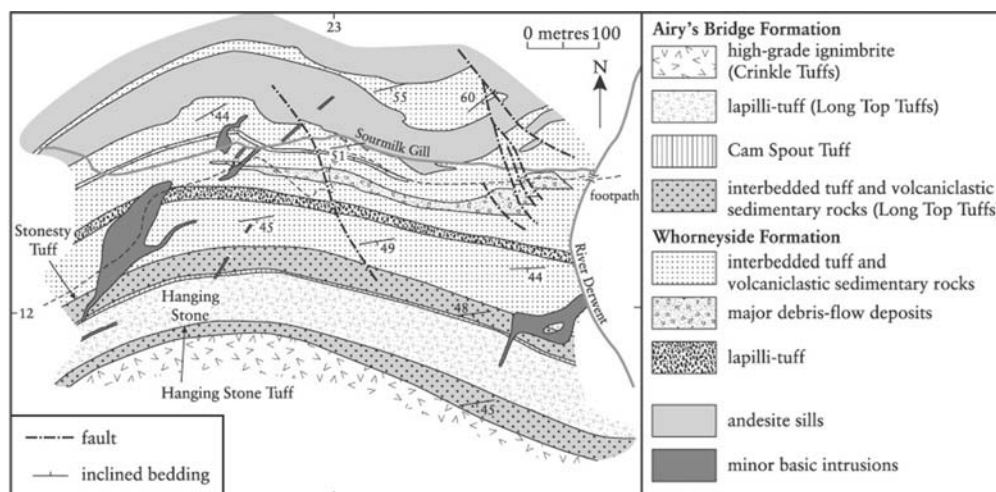 23
0 metres 100
N
55
60
44
Sourmilk Gill
51
footpath
Stonesty
Tuff
45
49
44
River Derwent
12
Hanging
Stone
48
Hanging Stone Tuff
45
fault
inclined bedding
Airy's Bridge Formation
high-grade ignimbrite
(Crinkle Tuffs)
lapilli-tuff (Long Top Tuffs)
Cam Spout Tuff
interbedded tuff and volcaniclastic
sedimentary rocks (Long Top Tuffs
Whorneyside Formation
interbedded tuff and
volcaniclastic sedimentary rocks
major debris-flow deposits
lapilli-tuff
andesite sills
minor basic intrusions